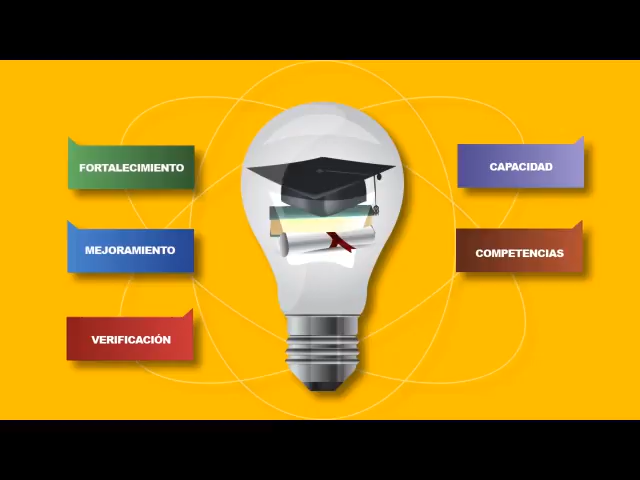 FORTALECIMIENTO
MEJORAMIENTO
VERIFICACIÓN
CAPACIDAD
COMPETENCIAS